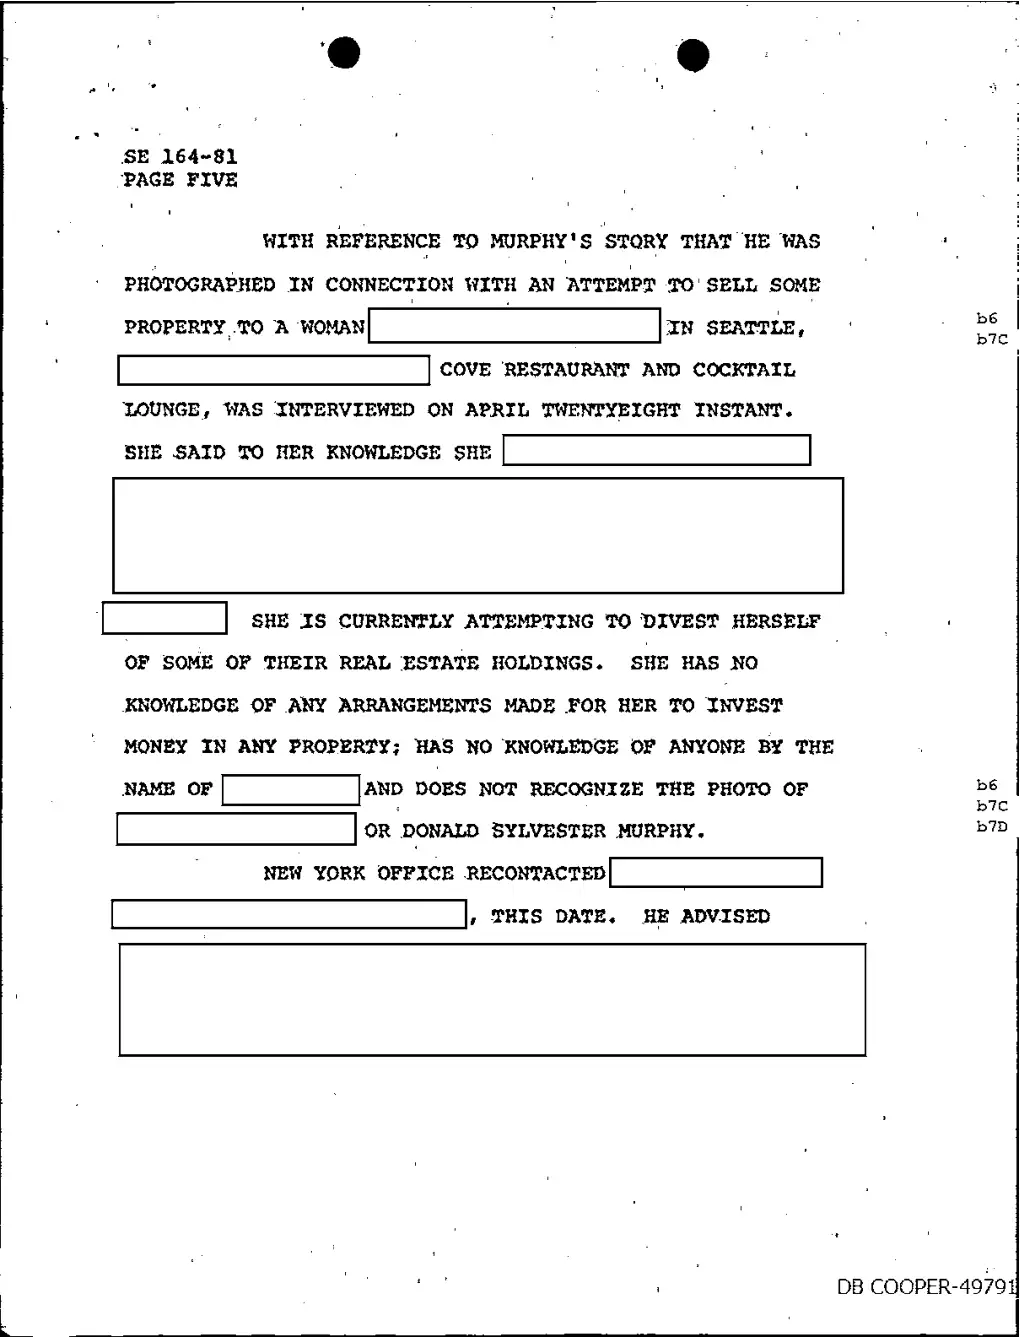 SE 164-81
PAGE FIVE
WITH REFERENCE TO MURPHY'S STORY THAT HE WAS
PHOTOGRAPHED IN CONNECTION WITH AN ATTEMPT TO SELL SOME
PROPERTY TO A WOMAN IN SEATTLE,
b6
b7C
COVE RESTAURANT AND COCKTAIL
LOUNGE, WAS INTERVIEWED ON APRIL TWENTYEIGHT INSTANT.
SHE SAID TO HER KNOWLEDGE SHE
SHE IS CURRENTLY ATTEMPTING TO DIVEST HERSELF
OF SOME OF THEIR REAL ESTATE HOLDINGS. SHE HAS NO
KNOWLEDGE OF ANY ARRANGEMENTS MADE FOR HER TO INVEST
MONEY IN ANY PROPERTY; HAS NO KNOWLEDGE OF ANYONE BY THE
NAME OF AND DOES NOT RECOGNIZE THE PHOTO OF
b6
b7C
b7D
OR DONALD SYLVESTER MURPHY.
NEW YORK OFFICE RECONTACTED
, THIS DATE. HE ADVISED
DB COOPER-49791